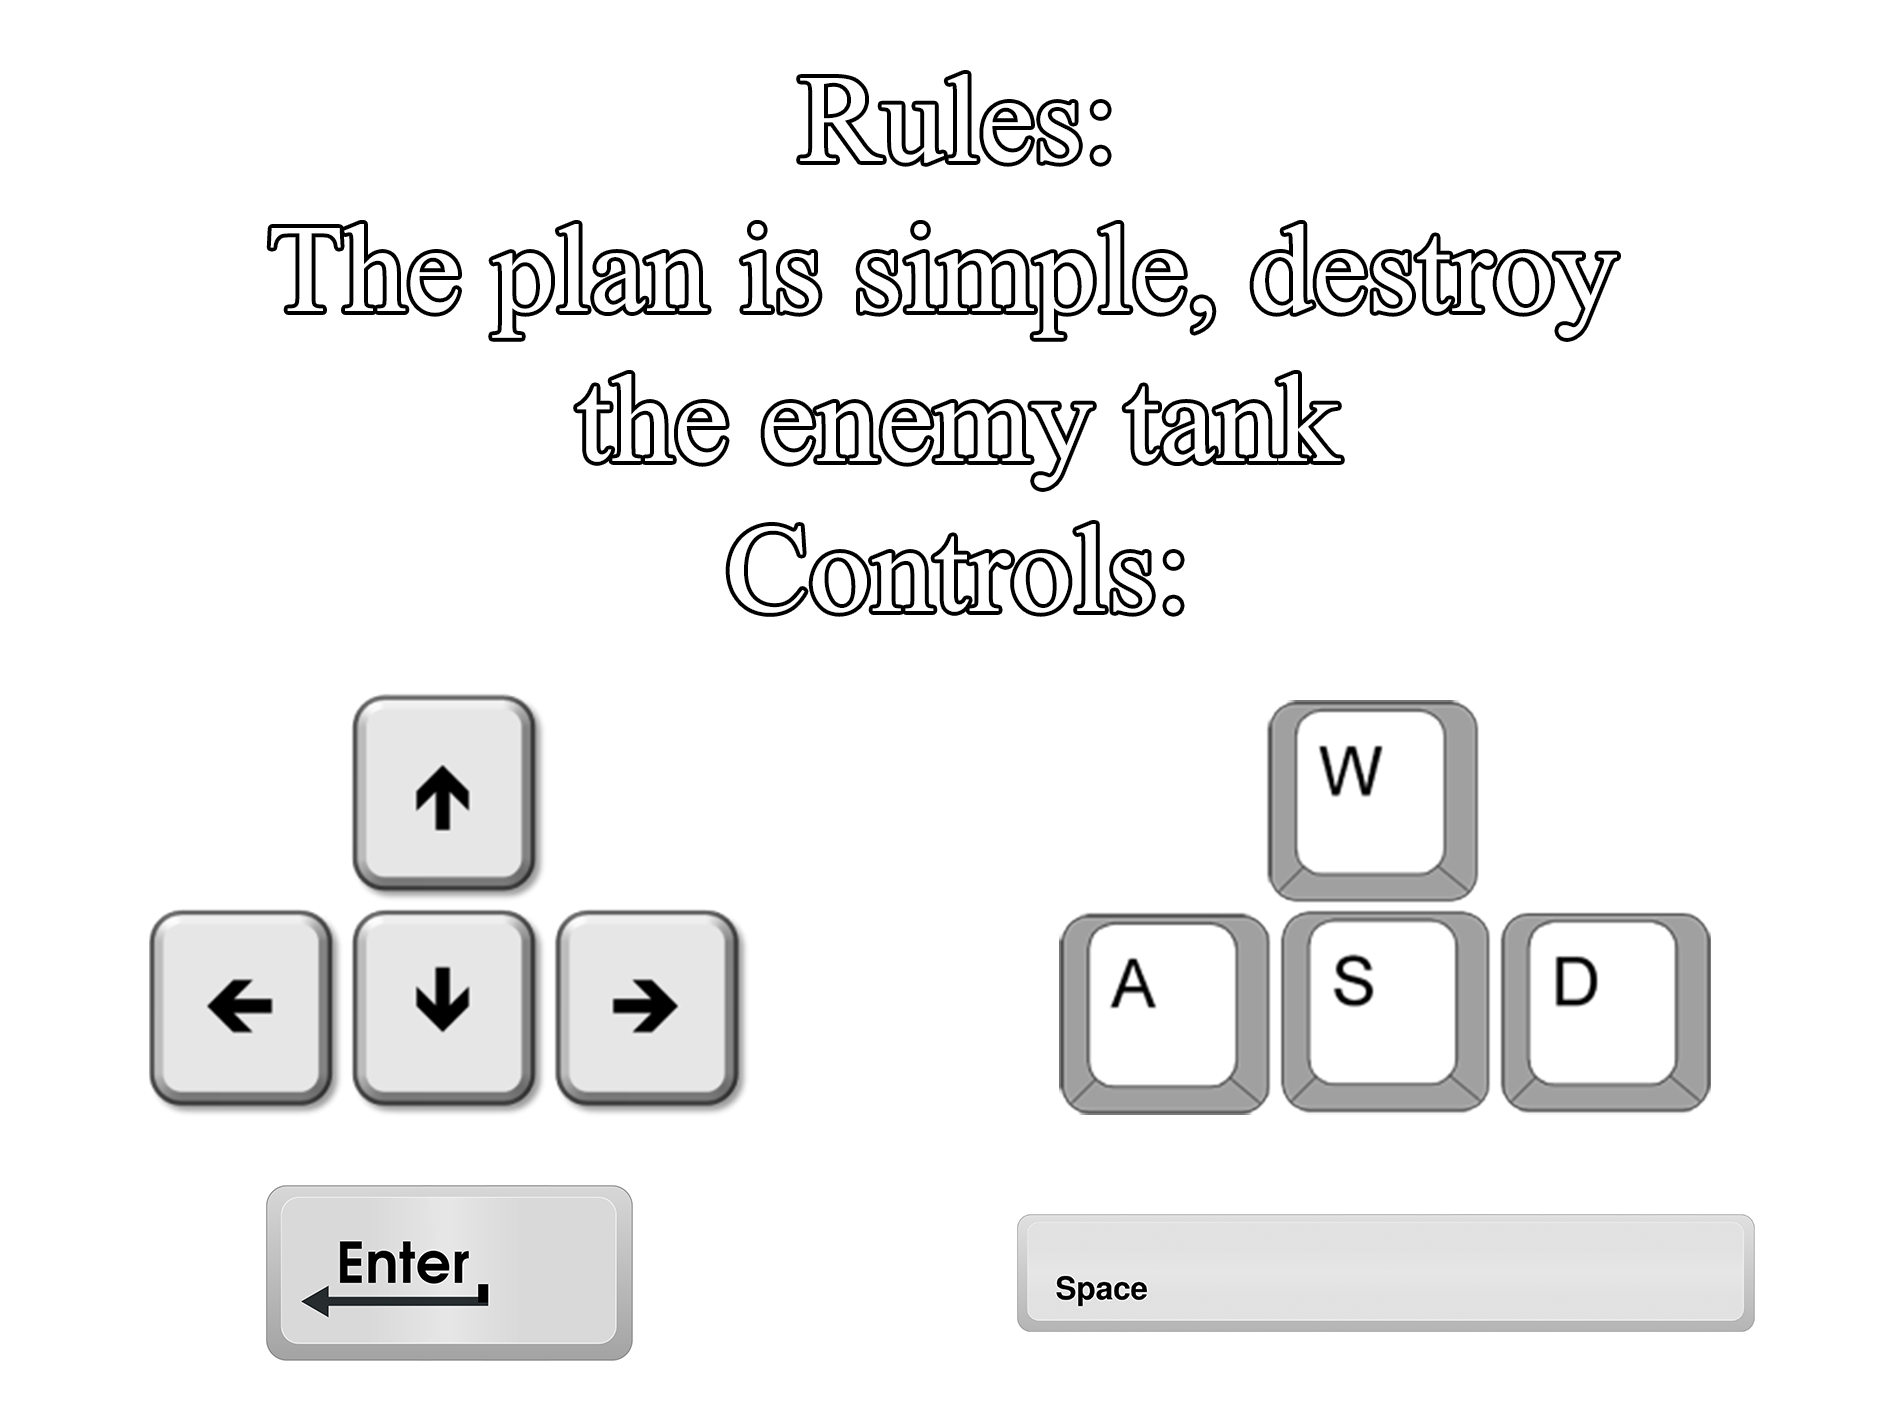 Rules:
The plan is simple, destroy
the enemy tank
Controls:
W
A S D
Enter
Space